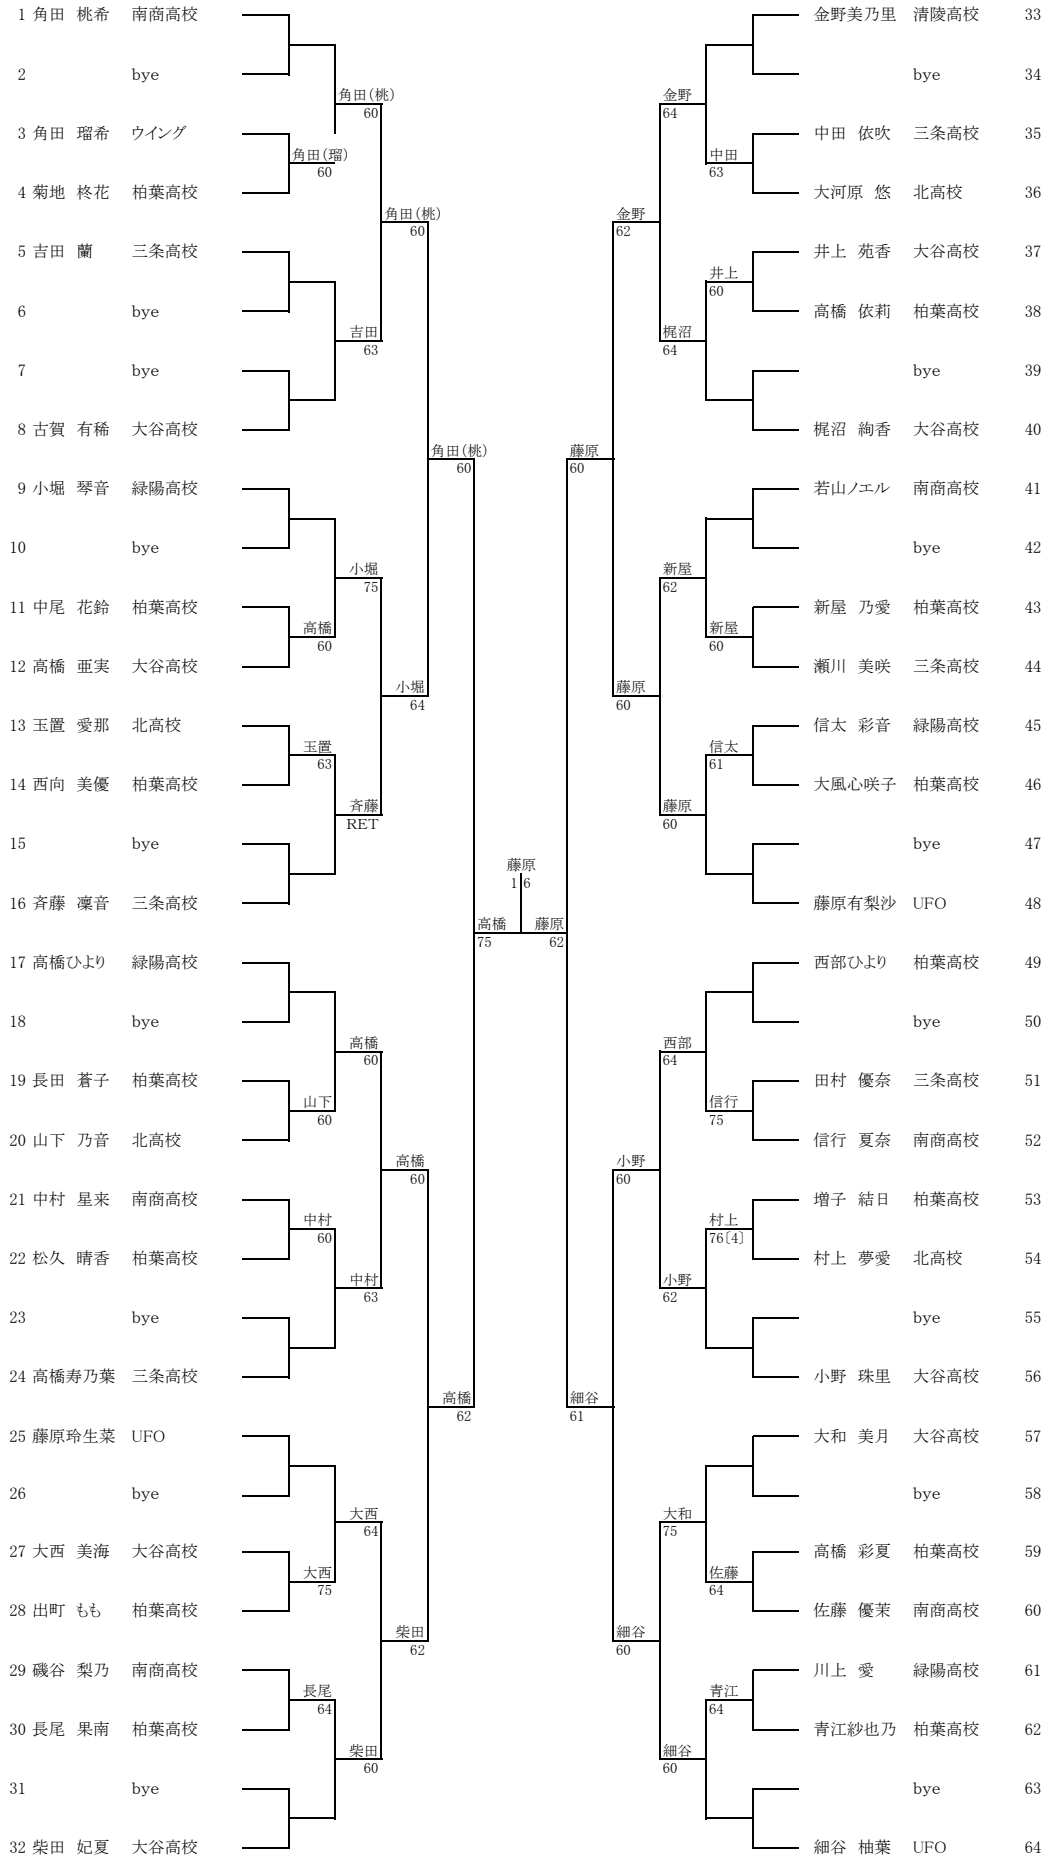 1 角田 桃希 南商高校
2 bye
角田(桃)
60
3 角田 瑠希 ウイング
角田(瑠)
60
4 菊地 柊花 柏葉高校
角田(桃)
60
5 吉田 蘭 三条高校
6 bye
吉田
63
7 bye
8 古賀 有稀 大谷高校
角田(桃)
60
9 小堀 琴音 緑陽高校
10 bye
小堀
75
11 中尾 花鈴 柏葉高校
高橋
60
12 高橋 亜実 大谷高校
小堀
64
13 玉置 愛那 北高校
玉置
63
14 西向 美優 柏葉高校
斉藤
RET
15 bye
16 斉藤 凜音 三条高校
高橋
75
17 高橋ひより 緑陽高校
18 bye
高橋
60
19 長田 蒼子 柏葉高校
山下
60
20 山下 乃音 北高校
高橋
60
21 中村 星来 南商高校
中村
60
22 松久 晴香 柏葉高校
中村
63
23 bye
24 高橋寿乃葉 三条高校
高橋
62
25 藤原玲生菜 UFO
26 bye
大西
64
27 大西 美海 大谷高校
大西
75
28 出町 もも 柏葉高校
柴田
62
29 磯谷 梨乃 南商高校
長尾
64
30 長尾 果南 柏葉高校
柴田
60
31 bye
32 柴田 妃夏 大谷高校
藤原
1 6
藤原
62
金野美乃里 清陵高校 33
bye 34
金野
64
中田 依吹 三条高校 35
中田
63
大河原 悠 北高校 36
金野
62
井上 苑香 大谷高校 37
井上
60
高橋 依莉 柏葉高校 38
梶沼
64
bye 39
梶沼 絢香 大谷高校 40
藤原
60
若山ノエル 南商高校 41
bye 42
新屋
62
新屋 乃愛 柏葉高校 43
新屋
60
瀬川 美咲 三条高校 44
藤原
60
信太 彩音 緑陽高校 45
信太
61
大風心咲子 柏葉高校 46
藤原
60
bye 47
藤原有梨沙 UFO 48
西部ひより 柏葉高校 49
bye 50
西部
64
田村 優奈 三条高校 51
信行
75
信行 夏奈 南商高校 52
小野
60
増子 結日 柏葉高校 53
村上
76〔4〕
村上 夢愛 北高校 54
小野
62
bye 55
小野 珠里 大谷高校 56
細谷
61
大和 美月 大谷高校 57
bye 58
大和
75
高橋 彩夏 柏葉高校 59
佐藤
64
佐藤 優茉 南商高校 60
細谷
60
川上 愛 緑陽高校 61
青江
64
青江紗也乃 柏葉高校 62
細谷
60
bye 63
細谷 柚葉 UFO 64